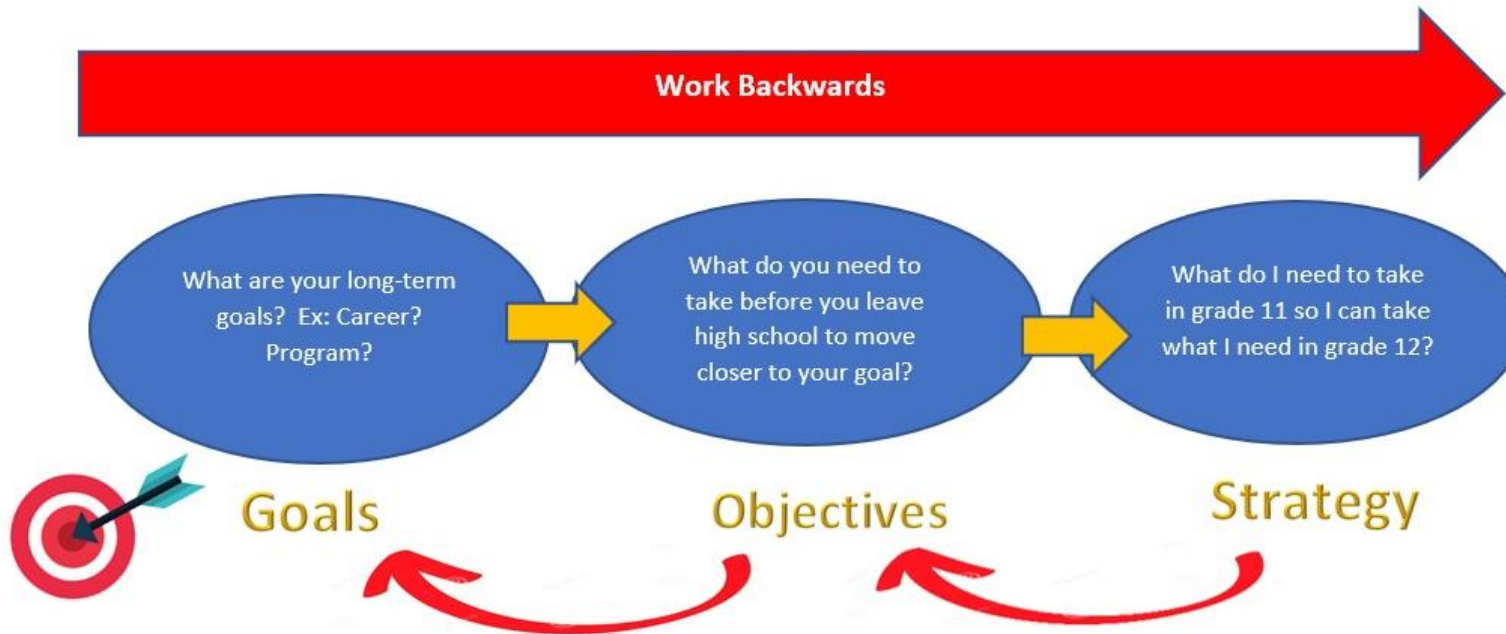 Work Backwards
What are your long-term
goals?  Ex: Career?
Program?
What do you need to
take before you leave
high school to move
closer to your goal?
What do I need to take
in grade 11 so I can take
what I need in grade 12?
Goals
Objectives
Strategy